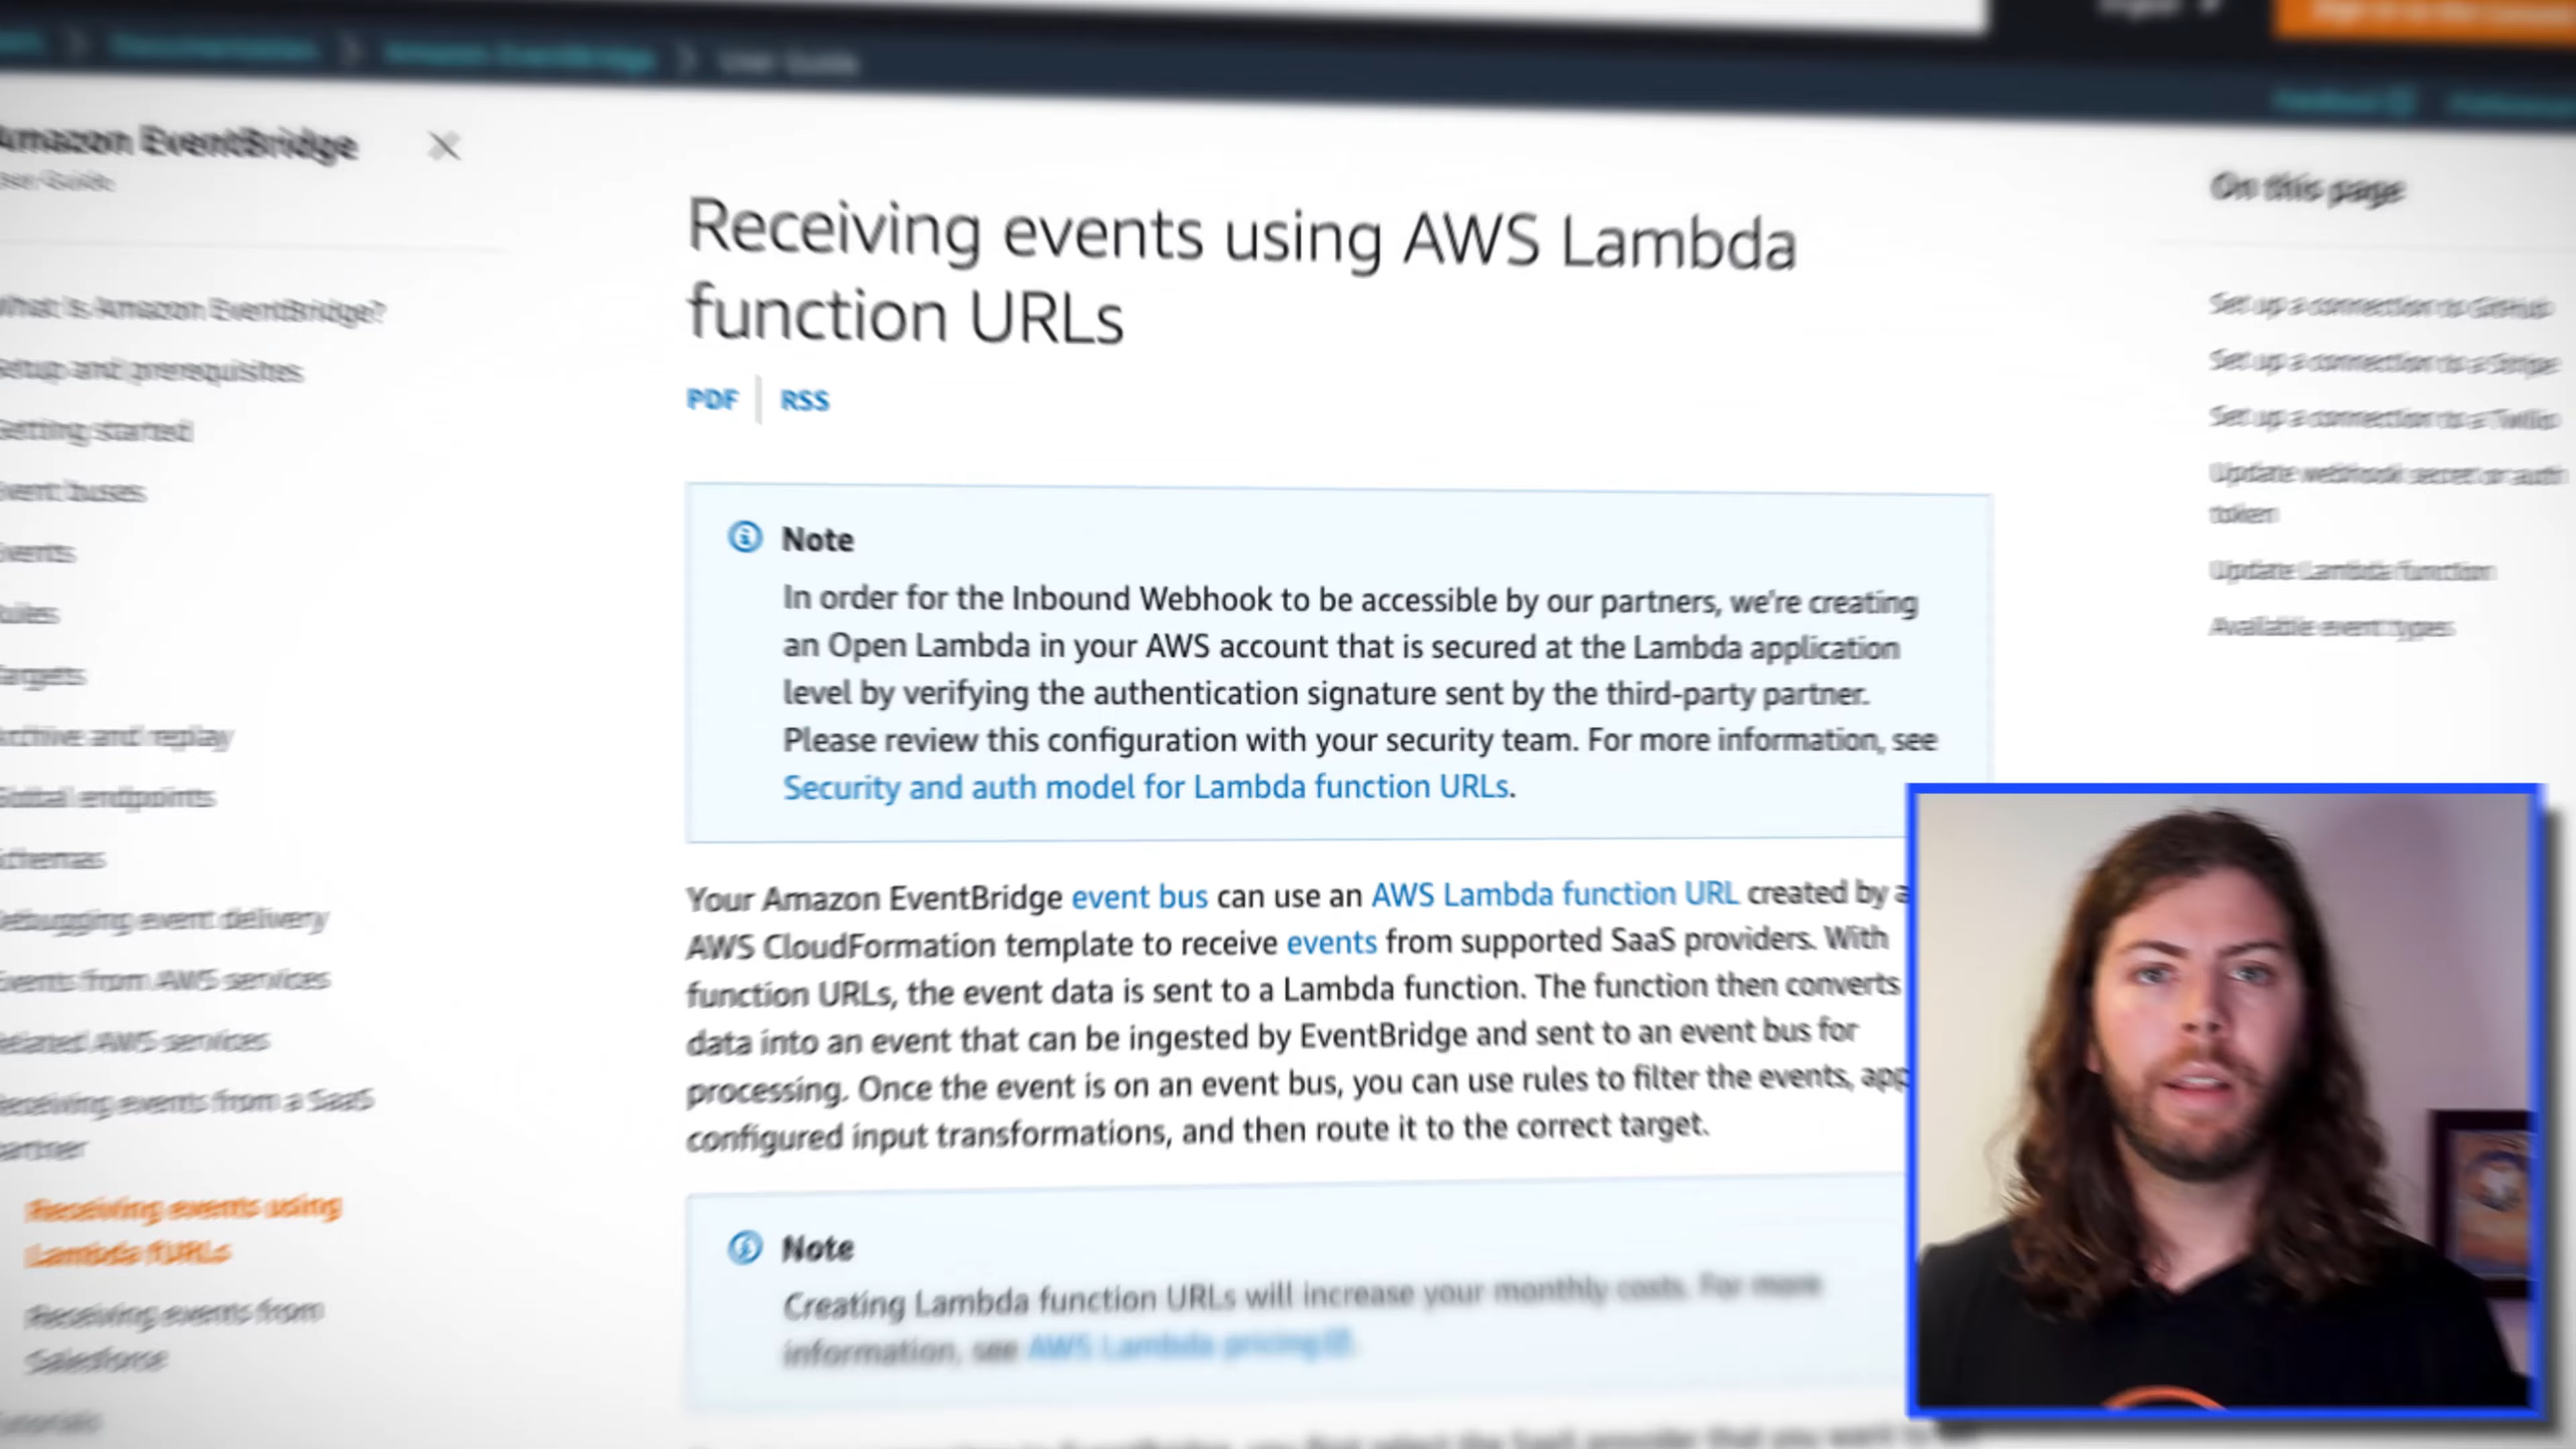 Documentation > Amazon EventBridge > User Guide
Amazon EventBridge
User Guide
What Is Amazon EventBridge?
Setup and prerequisites
Getting started
Event buses
Events
Rules
Targets
Archive and replay
Global endpoints
Schemas
Debugging event delivery
Events from AWS services
Related AWS services
Receiving events from a SaaS
partner
Receiving events using
Lambda fURLs
Receiving events from
Salesforce
Tutorials
Receiving events using AWS Lambda
function URLs
PDF | RSS
Note
In order for the Inbound Webhook to be accessible by our partners, we're creating
an Open Lambda in your AWS account that is secured at the Lambda application
level by verifying the authentication signature sent by the third-party partner.
Please review this configuration with your security team. For more information, see
Security and auth model for Lambda function URLs.
Your Amazon EventBridge event bus can use an AWS Lambda function URL created by a
AWS CloudFormation template to receive events from supported SaaS providers. With
function URLs, the event data is sent to a Lambda function. The function then converts
data into an event that can be ingested by EventBridge and sent to an event bus for
processing. Once the event is on an event bus, you can use rules to filter the events, app
configured input transformations, and then route it to the correct target.
Note
Creating Lambda function URLs will increase your monthly costs. For more
information, see AWS Lambda pricing.
On this page
Set up a connection to GitHub
Set up a connection to a Stripe
Set up a connection to a Twilio
Update webhook secret or auth
token
Update Lambda function
Available event types